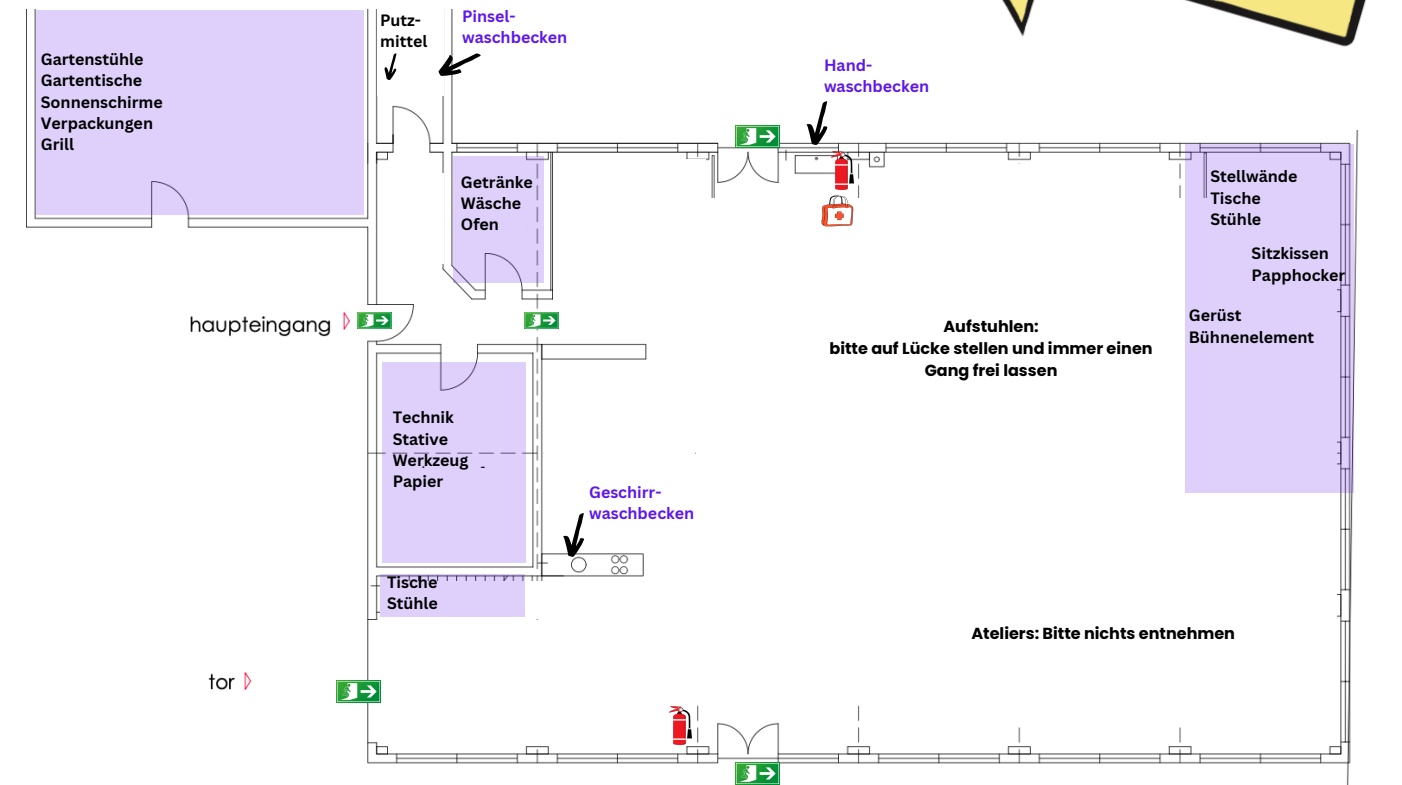 Putz-
mittel
Pinsel-
waschbecken
Gartenstühle
Gartentische
Sonnenschirme
Verpackungen
Grill
Hand-
waschbecken
Getränke
Wäsche
Ofen
Stellwände
Tische
Stühle
Sitzkissen
Papphocker
Gerüst
Bühnenelement
haupteingang
Aufstuhlen:
bitte auf Lücke stellen und immer einen
Gang frei lassen
Technik
Stative
Werkzeug
Papier
Geschirr-
waschbecken
Tische
Stühle
Ateliers: Bitte nichts entnehmen
tor